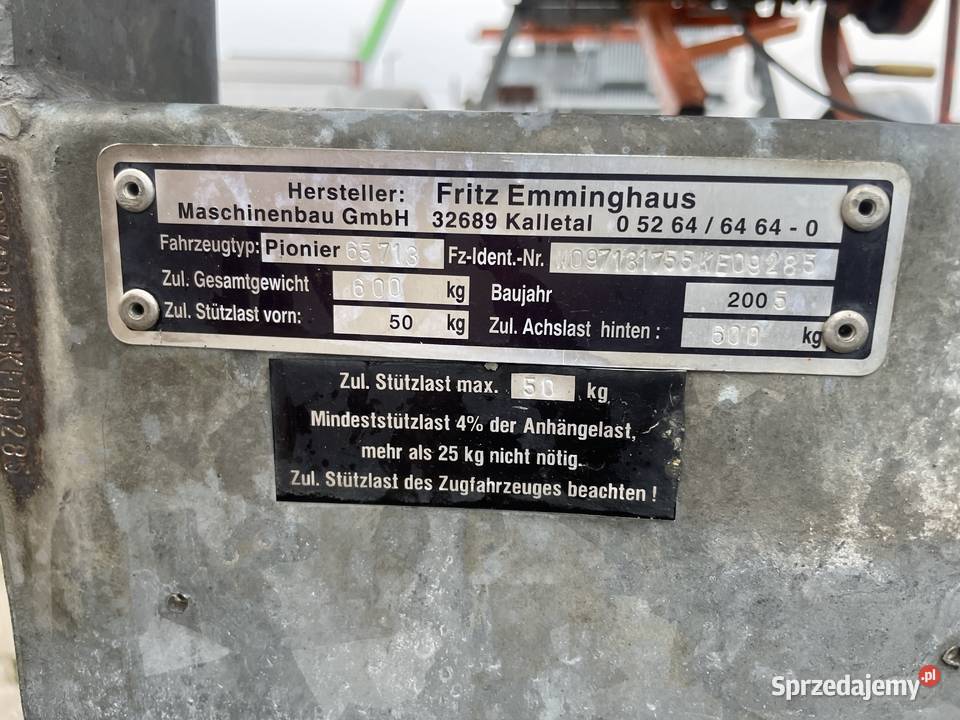 Hersteller: Fritz Emminghaus
Maschinenbau GmbH 32689 Kalletal 0 52 64 / 64 64 - 0
Fahrzeugtyp: Pionier 65 713 Fz-Ident.-Nr. W097131755KE09285
Zul. Gesamtgewicht 600 kg Baujahr 2005
Zul. Stützlast vorn: 50 kg Zul. Achslast hinten : 600 kg
Zul. Stützlast max. 50 kg
Mindeststützlast 4% der Anhängelast,
mehr als 25 kg nicht nötig.
Zul. Stützlast des Zugfahrzeuges beachten !
Sprzedajemy.pl